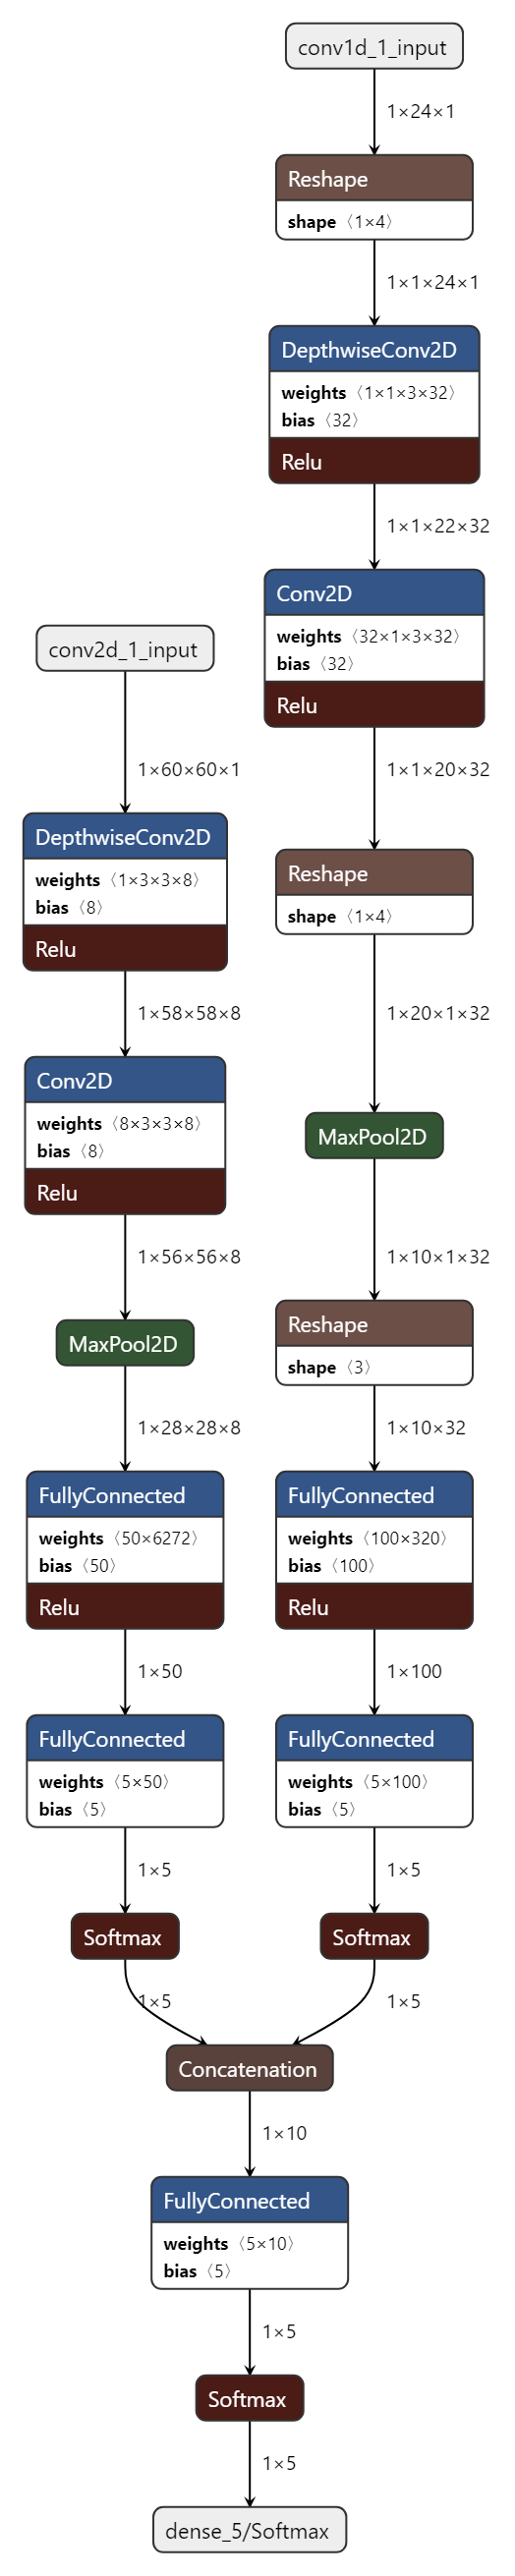 conv1d_1_input
1×24×1
Reshape
shape 〈1×4〉
1×1×24×1
DepthwiseConv2D
weights 〈1×1×3×32〉
bias 〈32〉
Relu
1×1×22×32
Conv2D
weights 〈32×1×3×32〉
bias 〈32〉
Relu
1×1×20×32
Reshape
shape 〈1×4〉
1×20×1×32
MaxPool2D
1×10×1×32
Reshape
shape 〈3〉
1×10×32
FullyConnected
weights 〈100×320〉
bias 〈100〉
Relu
1×100
FullyConnected
weights 〈5×100〉
bias 〈5〉
1×5
Softmax
1×5
conv2d_1_input
1×60×60×1
DepthwiseConv2D
weights 〈1×3×3×8〉
bias 〈8〉
Relu
1×58×58×8
Conv2D
weights 〈8×3×3×8〉
bias 〈8〉
Relu
1×56×56×8
MaxPool2D
1×28×28×8
FullyConnected
weights 〈50×6272〉
bias 〈50〉
Relu
1×50
FullyConnected
weights 〈5×50〉
bias 〈5〉
1×5
Softmax
1×5
Concatenation
1×10
FullyConnected
weights 〈5×10〉
bias 〈5〉
1×5
Softmax
1×5
dense_5/Softmax